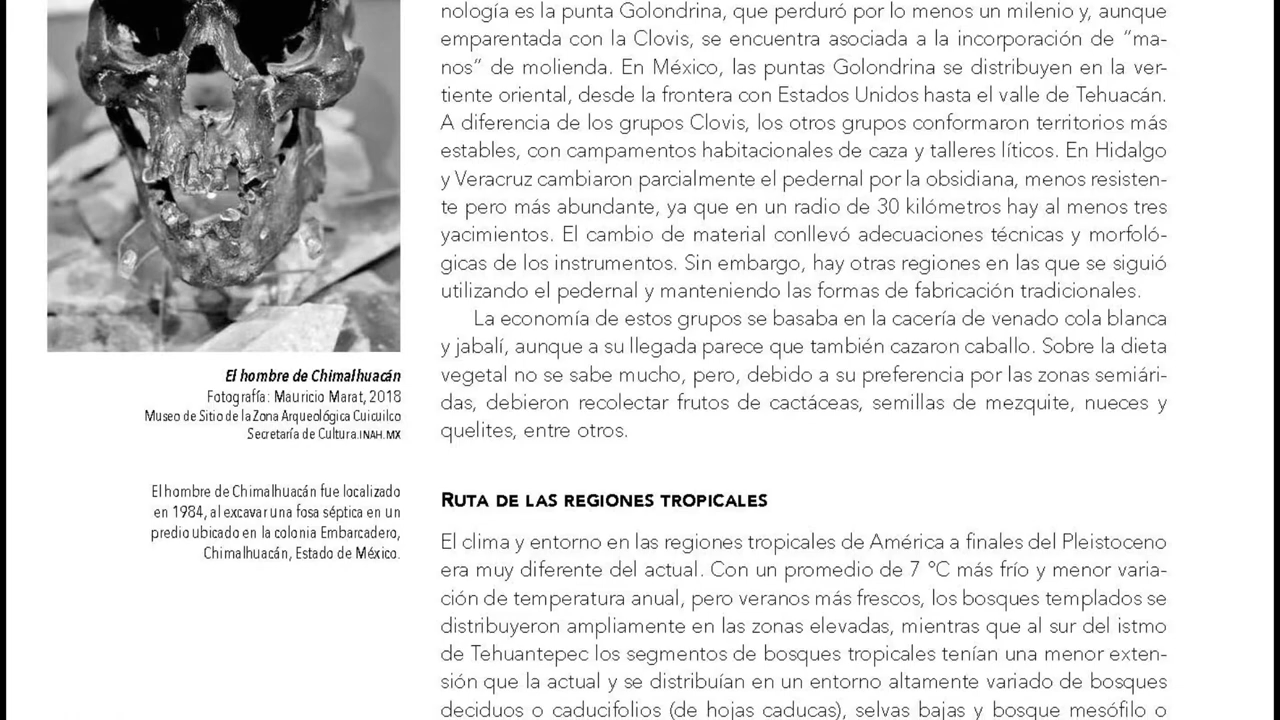 nología es la punta Golondrina, que perduró por lo menos un milenio y, aunque
emparentada con la Clovis, se encuentra asociada a la incorporación de “ma-
nos” de molienda. En México, las puntas Golondrina se distribuyen en la ver-
tiente oriental, desde la frontera con Estados Unidos hasta el valle de Tehuacán.
A diferencia de los grupos Clovis, los otros grupos conformaron territorios más
estables, con campamentos habitacionales de caza y talleres líticos. En Hidalgo
y Veracruz cambiaron parcialmente el pedernal por la obsidiana, menos resisten-
te pero más abundante, ya que en un radio de 30 kilómetros hay al menos tres
yacimientos. El cambio de material conllevó adecuaciones técnicas y morfoló-
gicas de los instrumentos. Sin embargo, hay otras regiones en las que se siguió
utilizando el pedernal y manteniendo las formas de fabricación tradicionales.
La economía de estos grupos se basaba en la cacería de venado cola blanca
y jabalí, aunque a su llegada parece que también cazaron caballo. Sobre la dieta
vegetal no se sabe mucho, pero, debido a su preferencia por las zonas semiári-
das, debieron recolectar frutos de cactáceas, semillas de mezquite, nueces y
quelites, entre otros.
El hombre de Chimalhuacán
Fotografía: Mauricio Marat, 2018
Museo de Sitio de la Zona Arqueológica Cuicuilco
Secretaría de Cultura.INAH.MX
El hombre de Chimalhuacán fue localizado
en 1984, al excavar una fosa séptica en un
predio ubicado en la colonia Embarcadero,
Chimalhuacán, Estado de México.
RUTA DE LAS REGIONES TROPICALES
El clima y entorno en las regiones tropicales de América a finales del Pleistoceno
era muy diferente del actual. Con un promedio de 7 °C más frío y menor varia-
ción de temperatura anual, pero veranos más frescos, los bosques templados se
distribuyeron ampliamente en las zonas elevadas, mientras que al sur del istmo
de Tehuantepec los segmentos de bosques tropicales tenían una menor exten-
sión que la actual y se distribuían en un entorno altamente variado de bosques
deciduos o caducifolios (de hojas caducas), selvas bajas y bosque mesófilo o